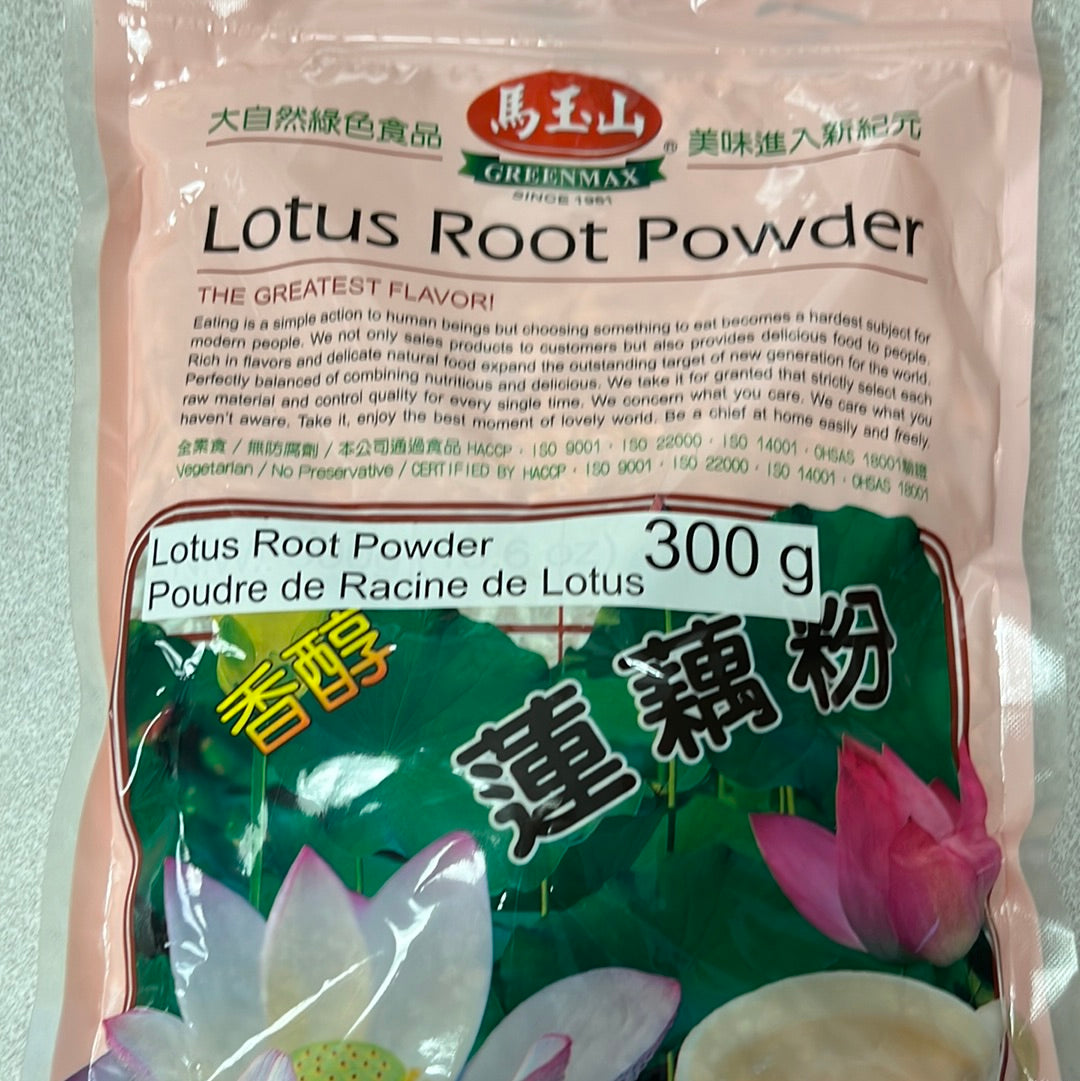 馬玉山
大自然綠色食品
®
美味進入新紀元
GREENMAX
SINCE 1951
Lotus Root Powder
THE GREATEST FLAVOR!
Eating is a simple action to human beings but choosing something to eat becomes a hardest subject for
modern people. We not only sales products to customers but also provides delicious food to people.
Rich in flavors and delicate natural food expand the outstanding target of new generation for the world.
Perfectly balanced of combining nutritious and delicious. We take it for granted that strictly select each
raw material and control quality for every single time. We concern what you care. We care what you
haven't aware. Take it, enjoy the best moment of lovely world. Be a chief at home easily and freely.
全素食 / 無防腐劑 / 本公司通過食品 HACCP · ISO 9001 · ISO 22000 · ISO 14001 · OHSAS 18001驗證
Vegetarian / No Preservative / CERTIFIED BY HACCP · ISO 9001 · ISO 22000 · ISO 14001 · OHSAS 18001
Lotus Root Powder 300 g
Poudre de Racine de Lotus
香醇
蓮藕粉